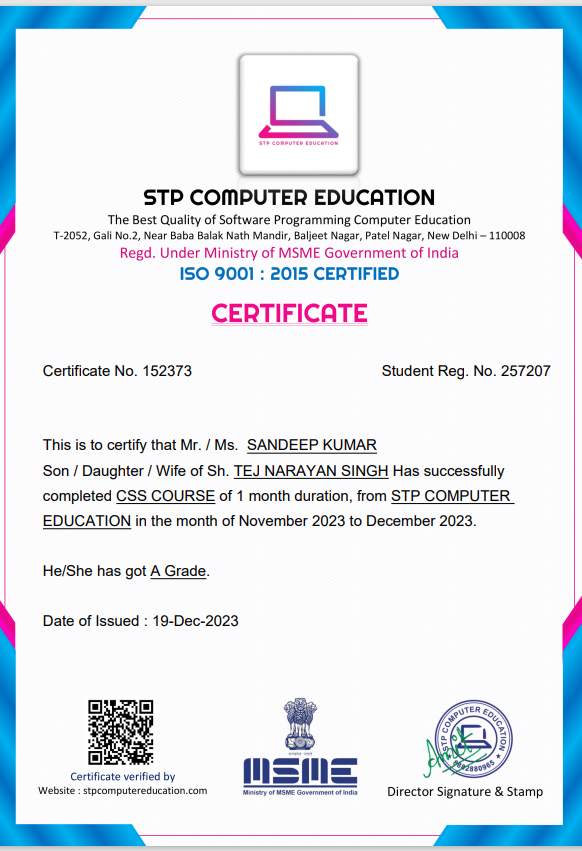 STP COMPUTER EDUCATION
STP COMPUTER EDUCATION
The Best Quality of Software Programming Computer Education
T-2052, Gali No.2, Near Baba Balak Nath Mandir, Baljeet Nagar, Patel Nagar, New Delhi – 110008
Regd. Under Ministry of MSME Government of India
ISO 9001 : 2015 CERTIFIED
CERTIFICATE
Certificate No. 152373
Student Reg. No. 257207
This is to certify that Mr. / Ms. SANDEEP KUMAR
Son / Daughter / Wife of Sh. TEJ NARAYAN SINGH Has successfully
completed CSS COURSE of 1 month duration, from STP COMPUTER
EDUCATION in the month of November 2023 to December 2023.
He/She has got A Grade.
Date of Issued : 19-Dec-2023
Certificate verified by
Website : stpcomputereducation.com
MSME
Ministry of MSME Government of India
STP COMPUTER EDUCATION
Director Signature & Stamp